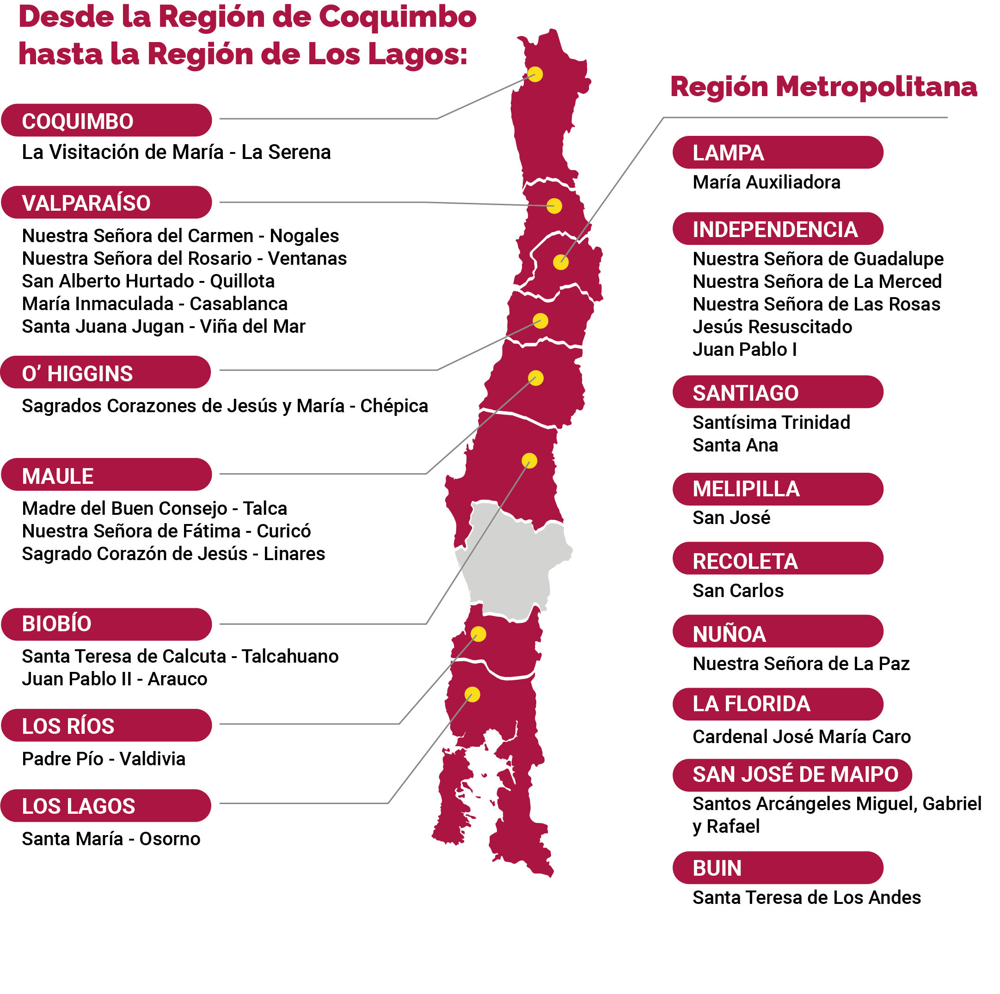 Desde la Región de Coquimbo
hasta la Región de Los Lagos:
COQUIMBO
La Visitación de María - La Serena
VALPARAÍSO
Nuestra Señora del Carmen - Nogales
Nuestra Señora del Rosario - Ventanas
San Alberto Hurtado - Quillota
María Inmaculada - Casablanca
Santa Juana Jugan - Viña del Mar
O’ HIGGINS
Sagrados Corazones de Jesús y María - Chépica
MAULE
Madre del Buen Consejo - Talca
Nuestra Señora de Fátima - Curicó
Sagrado Corazón de Jesús - Linares
BIOBÍO
Santa Teresa de Calcuta - Talcahuano
Juan Pablo II - Arauco
LOS RÍOS
Padre Pío - Valdivia
LOS LAGOS
Santa María - Osorno
Región Metropolitana
LAMPA
María Auxiliadora
INDEPENDENCIA
Nuestra Señora de Guadalupe
Nuestra Señora de La Merced
Nuestra Señora de Las Rosas
Jesús Resuscitado
Juan Pablo I
SANTIAGO
Santísima Trinidad
Santa Ana
MELIPILLA
San José
RECOLETA
San Carlos
NUÑOA
Nuestra Señora de La Paz
LA FLORIDA
Cardenal José María Caro
SAN JOSÉ DE MAIPO
Santos Arcángeles Miguel, Gabriel
y Rafael
BUIN
Santa Teresa de Los Andes